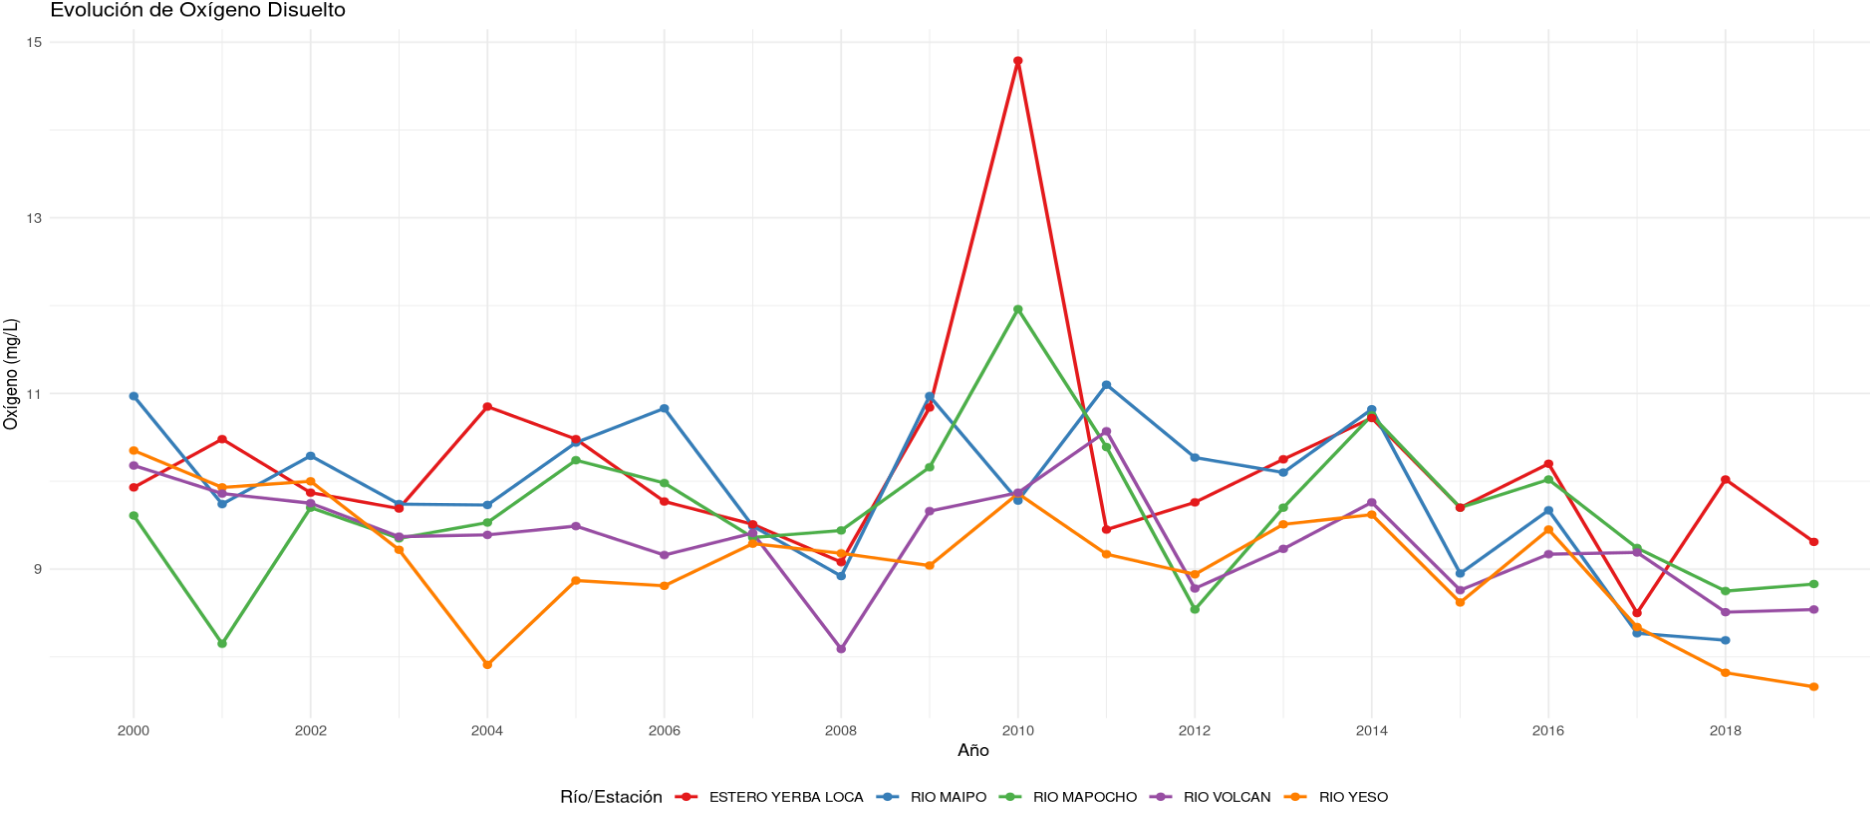 Evolución de Oxígeno Disuelto
Oxígeno (mg/L)
15
13
11
9
2000 2002 2004 2006 2008 2010 2012 2014 2016 2018
Año
Río/Estación ESTERO YERBA LOCA RIO MAIPO RIO MAPOCHO RIO VOLCAN RIO YESO